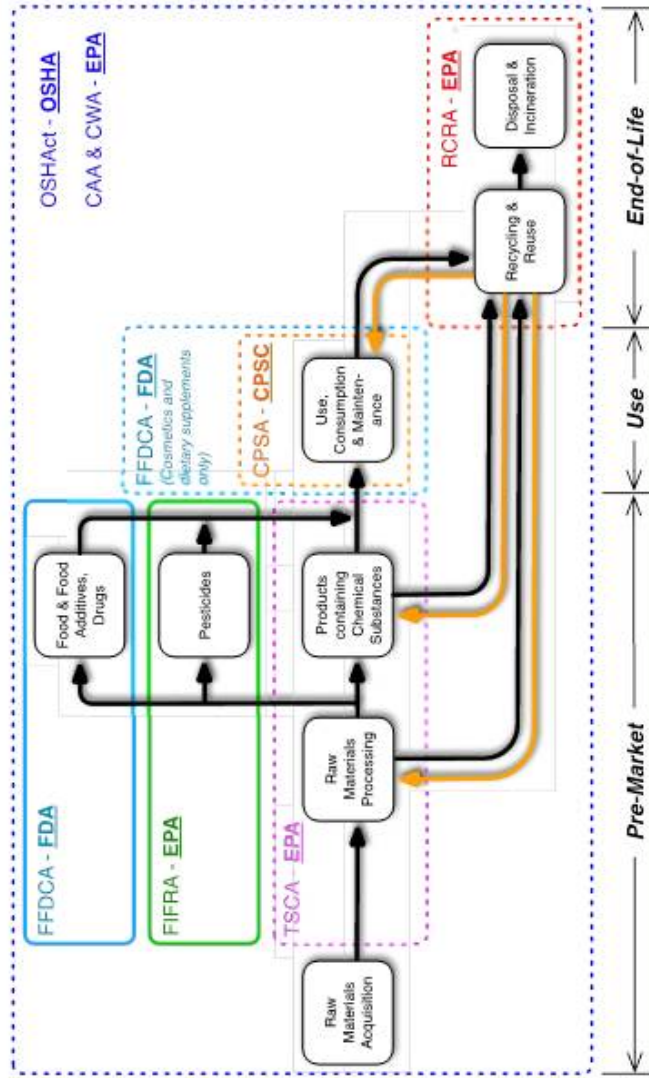 OSHAct - OSHA
CAA & CWA - EPA
FFDCA - FDA
Food & Food
Additives,
Drugs
FIFRA - EPA
Pesticides
FFDCA - FDA
(Cosmetics and
dietary supplements
only)
CPSA - CPSC
TSCA - EPA
Raw
Materials
Acquisition
Raw
Materials
Processing
Products
containing
Chemical
Substances
Use,
Consumption
& Mainten-
ance
RCRA - EPA
Recycling &
Reuse
Disposal &
Incineration
Pre-Market
Use
End-of-Life